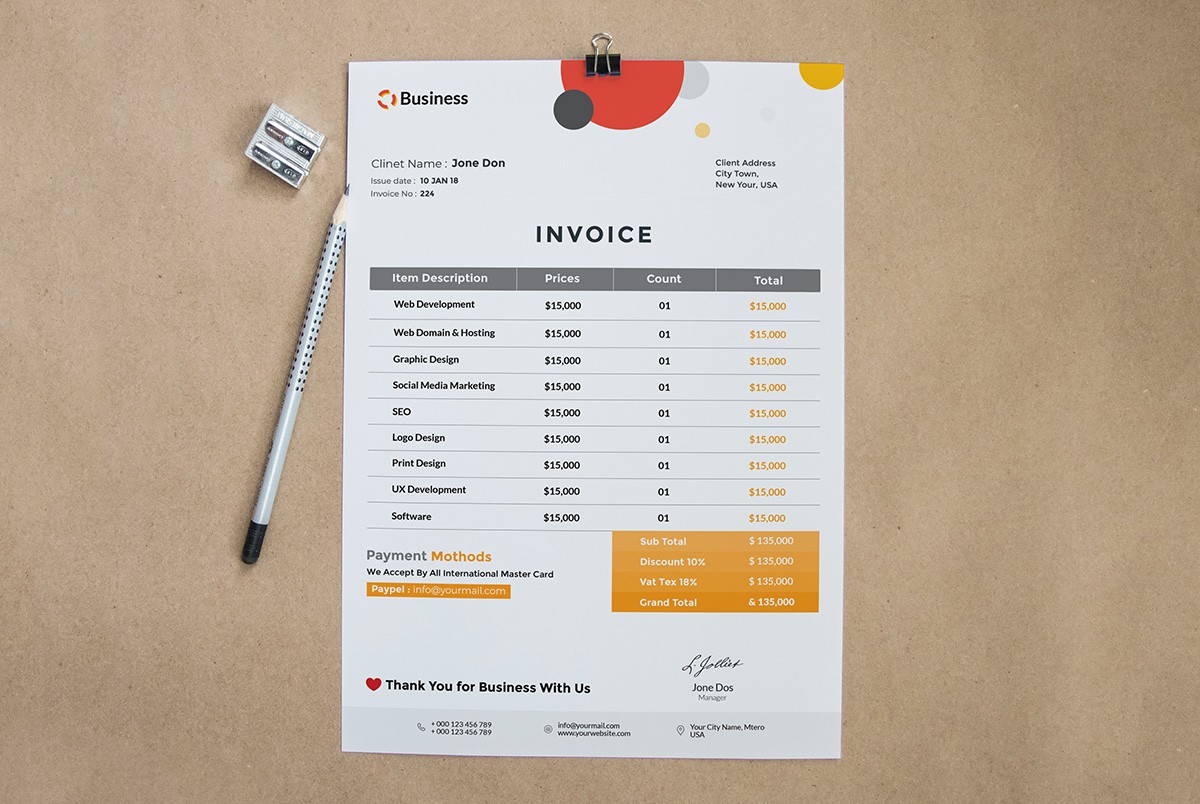 Business
Clinet Name : Jone Don
Issue date : 10 JAN 18
Invoice No : 224
Client Address
City Town,
New Your, USA
INVOICE
Item Description Prices Count Total
Web Development $15,000 01 $15,000
Web Domain & Hosting $15,000 01 $15,000
Graphic Design $15,000 01 $15,000
Social Media Marketing $15,000 01 $15,000
SEO $15,000 01 $15,000
Logo Design $15,000 01 $15,000
Print Design $15,000 01 $15,000
UX Development $15,000 01 $15,000
Software $15,000 01 $15,000
Sub Total $ 135,000
Discount 10% $ 135,000
Vat Tex 18% $ 135,000
Grand Total & 135,000
Payment Mothods
We Accept By All International Master Card
Paypel : info@yourmail.com
L. Jolliet
Jone Dos
Manager
Thank You for Business With Us
+ 000 123 456 789
+ 000 123 456 789
info@yourmail.com
www.yourwebsite.com
Your City Name, Mtero
USA